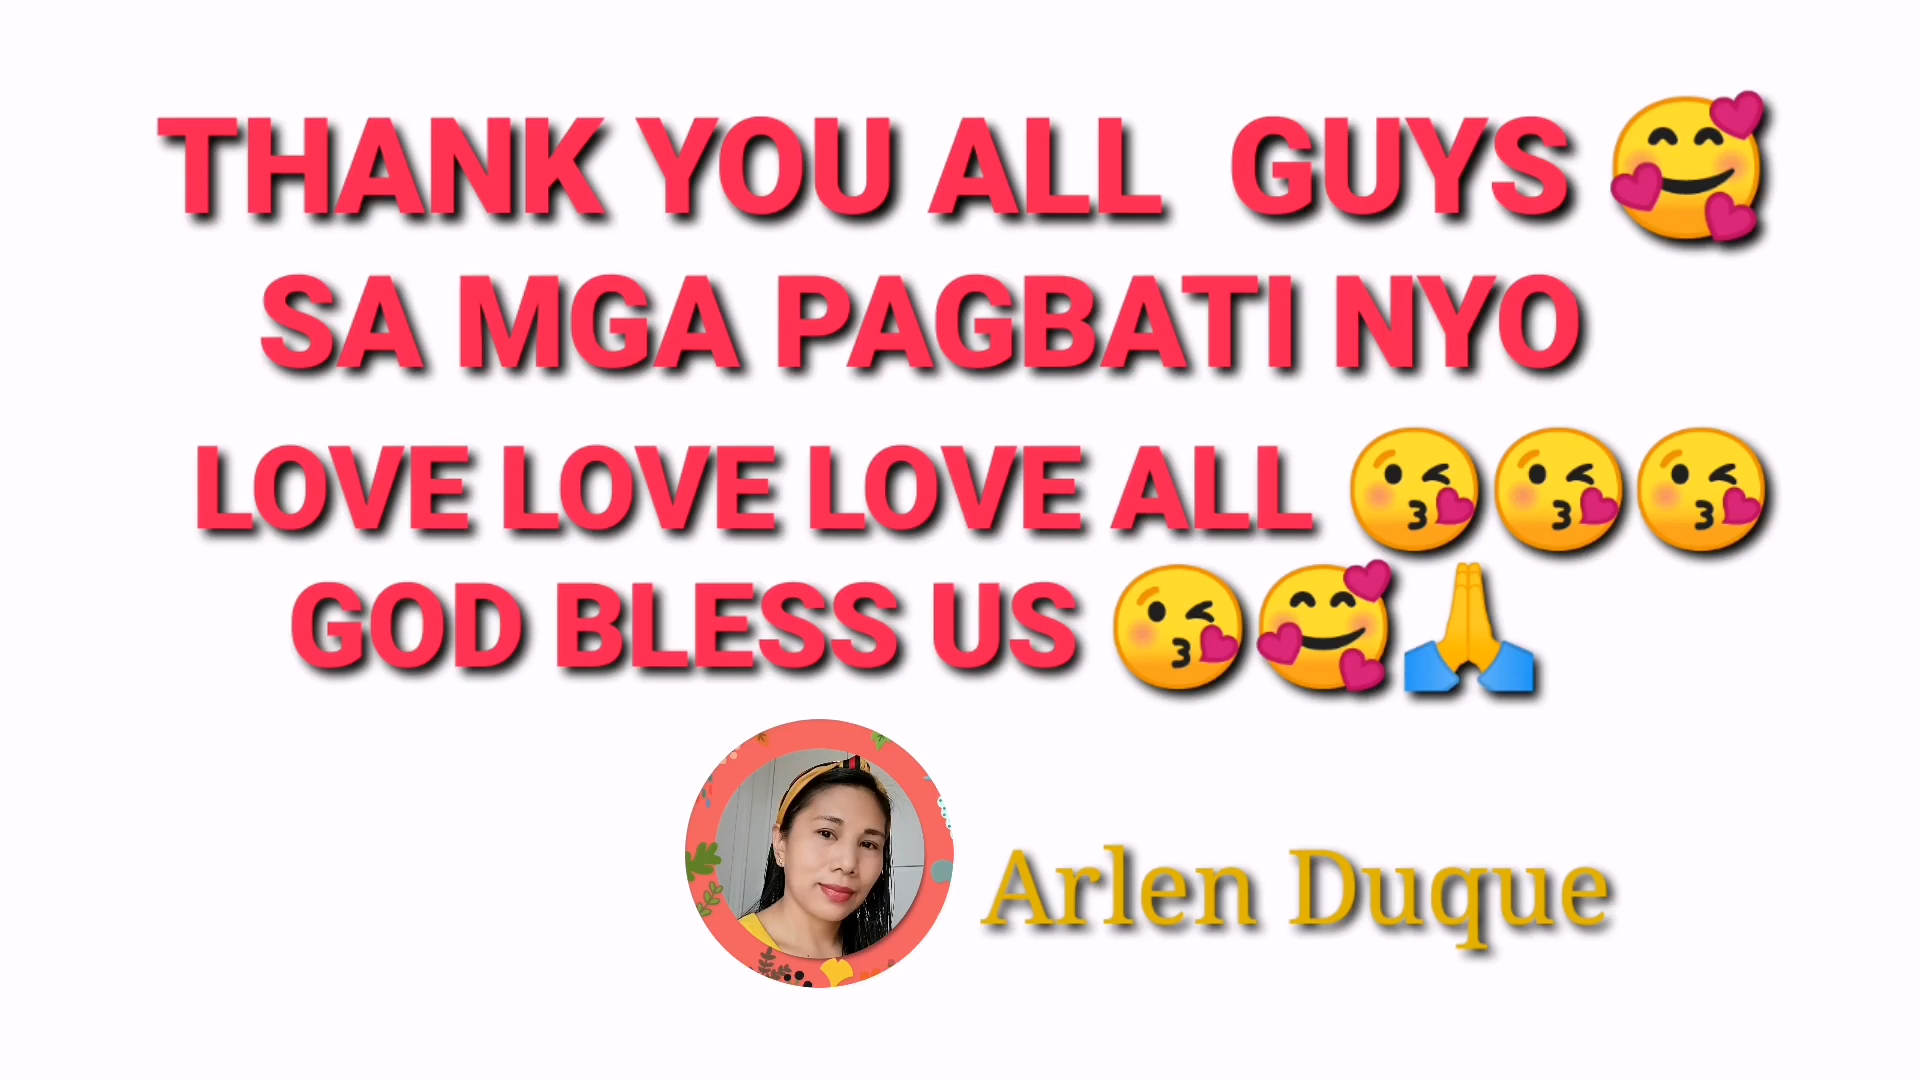 THANK YOU ALL GUYS 🥰
SA MGA PAGBATI NYO
LOVE LOVE LOVE ALL 😘😘😘
GOD BLESS US 😘🥰🙏
Arlen Duque